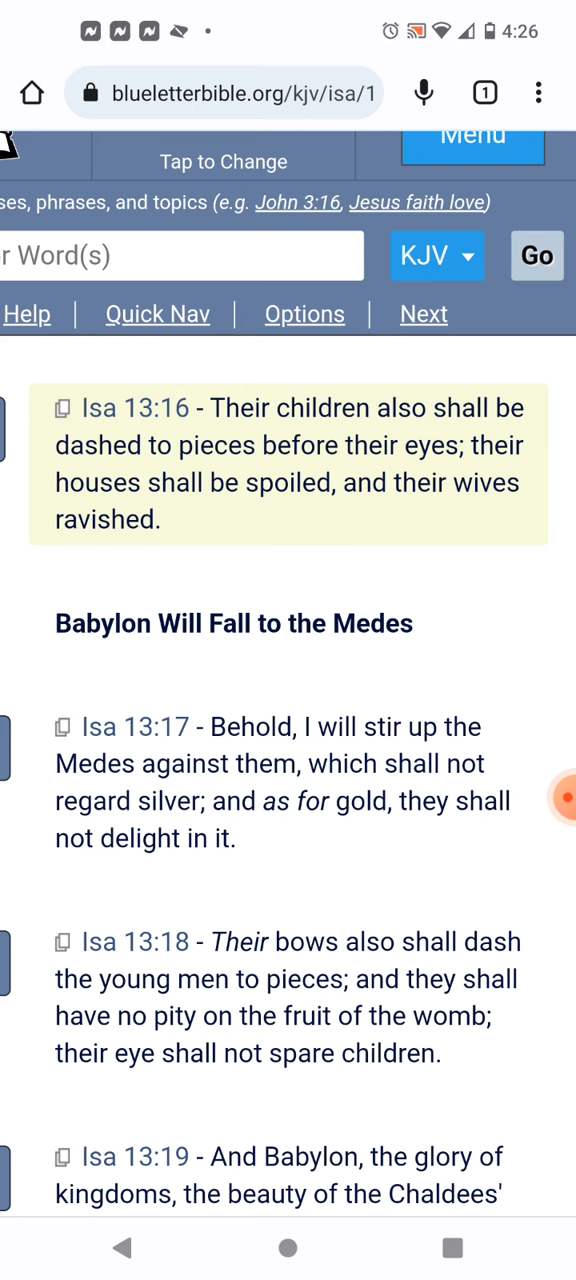 4:26
blueletterbible.org/kjv/isa/1
1
Menu
Tap to Change
ses, phrases, and topics (e.g. John 3:16, Jesus faith love)
r Word(s)
KJV
Go
Help | Quick Nav | Options | Next
Isa 13:16 - Their children also shall be
dashed to pieces before their eyes; their
houses shall be spoiled, and their wives
ravished.
Babylon Will Fall to the Medes
Isa 13:17 - Behold, I will stir up the
Medes against them, which shall not
regard silver; and as for gold, they shall
not delight in it.
Isa 13:18 - Their bows also shall dash
the young men to pieces; and they shall
have no pity on the fruit of the womb;
their eye shall not spare children.
Isa 13:19 - And Babylon, the glory of
kingdoms, the beauty of the Chaldees'